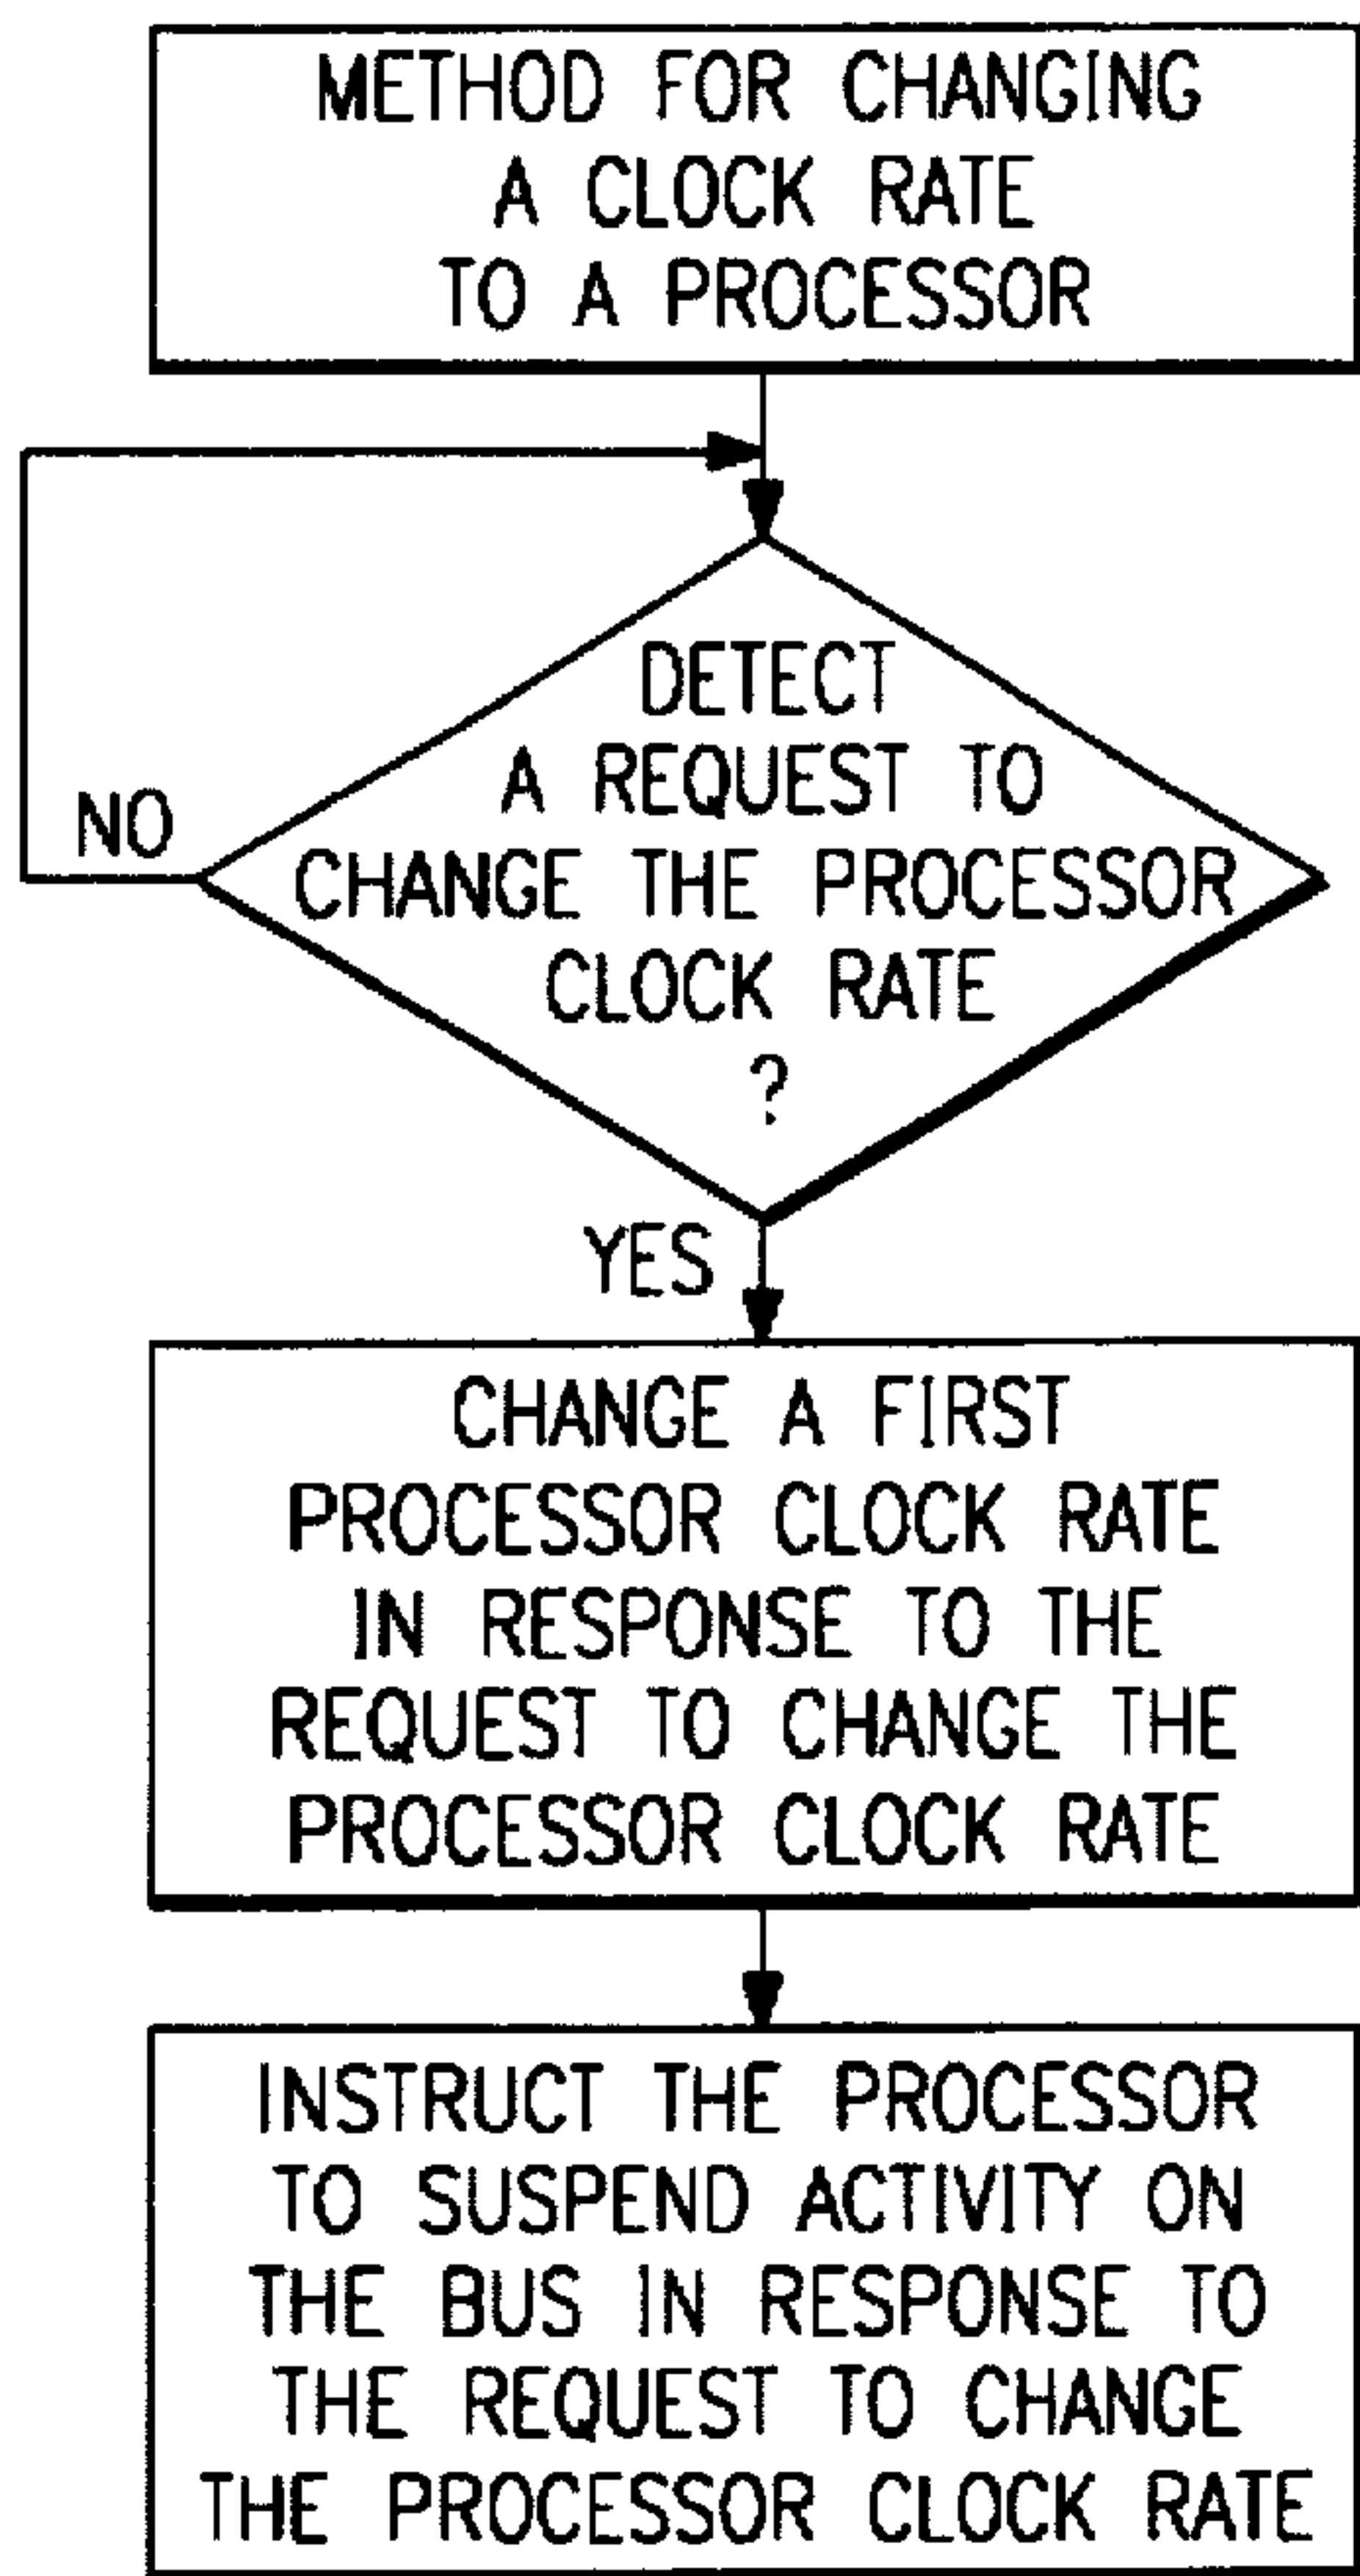 METHOD FOR CHANGING
A CLOCK RATE
TO A PROCESSOR
DETECT
A REQUEST TO
CHANGE THE PROCESSOR
CLOCK RATE
?
NO
YES
CHANGE A FIRST
PROCESSOR CLOCK RATE
IN RESPONSE TO THE
REQUEST TO CHANGE THE
PROCESSOR CLOCK RATE
INSTRUCT THE PROCESSOR
TO SUSPEND ACTIVITY ON
THE BUS IN RESPONSE TO
THE REQUEST TO CHANGE
THE PROCESSOR CLOCK RATE